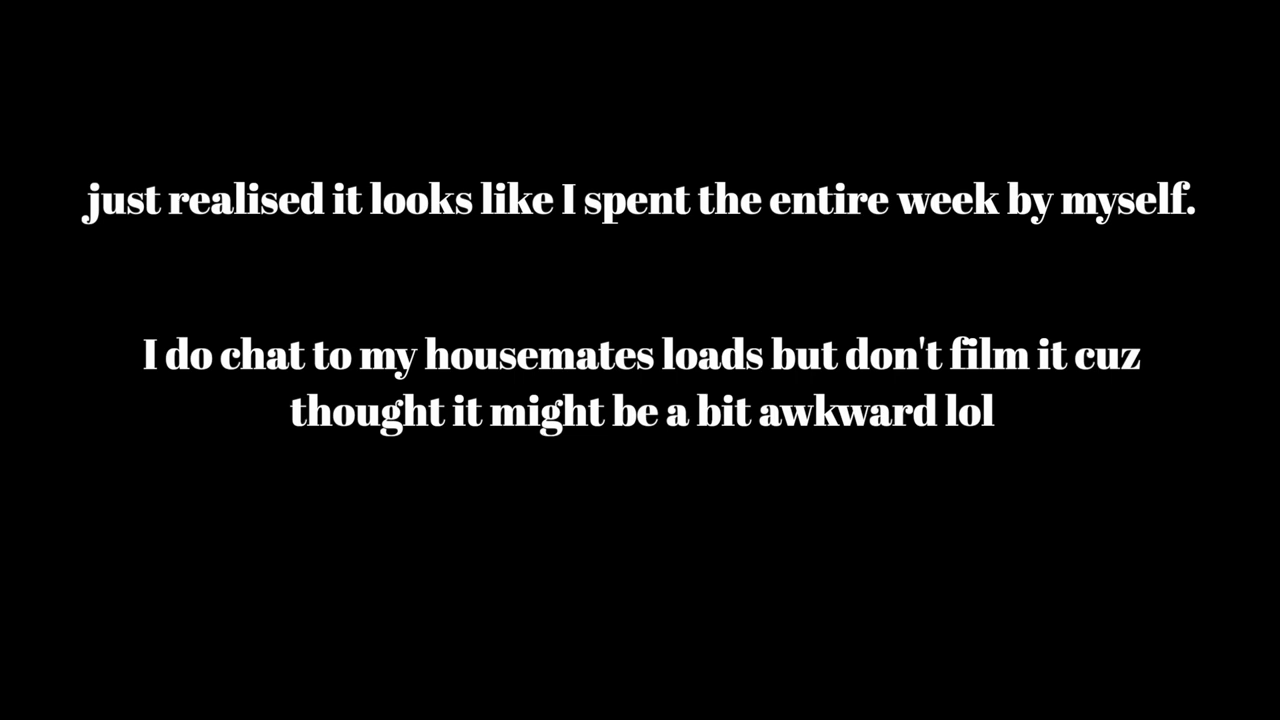 just realised it looks like I spent the entire week by myself.
I do chat to my housemates loads but don't film it cuz
thought it might be a bit awkward lol